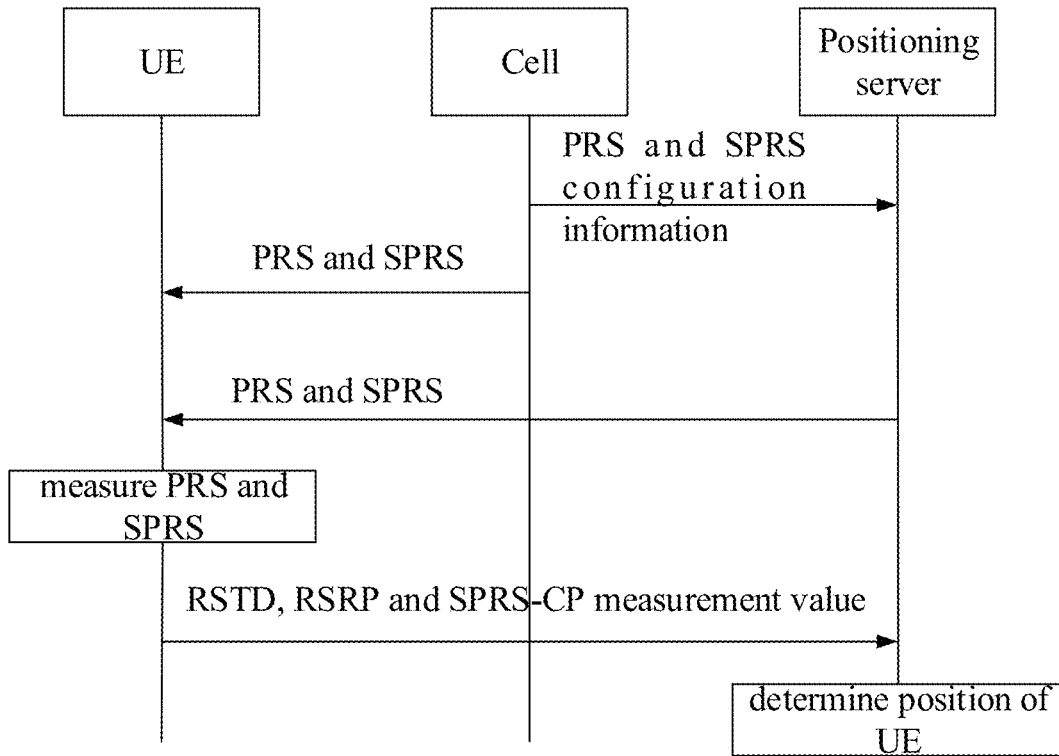 UE
Cell
Positioning
server
PRS and SPRS
configuration
information
PRS and SPRS
PRS and SPRS
measure PRS and
SPRS
RSTD, RSRP and SPRS-CP measurement value
determine position of
UE